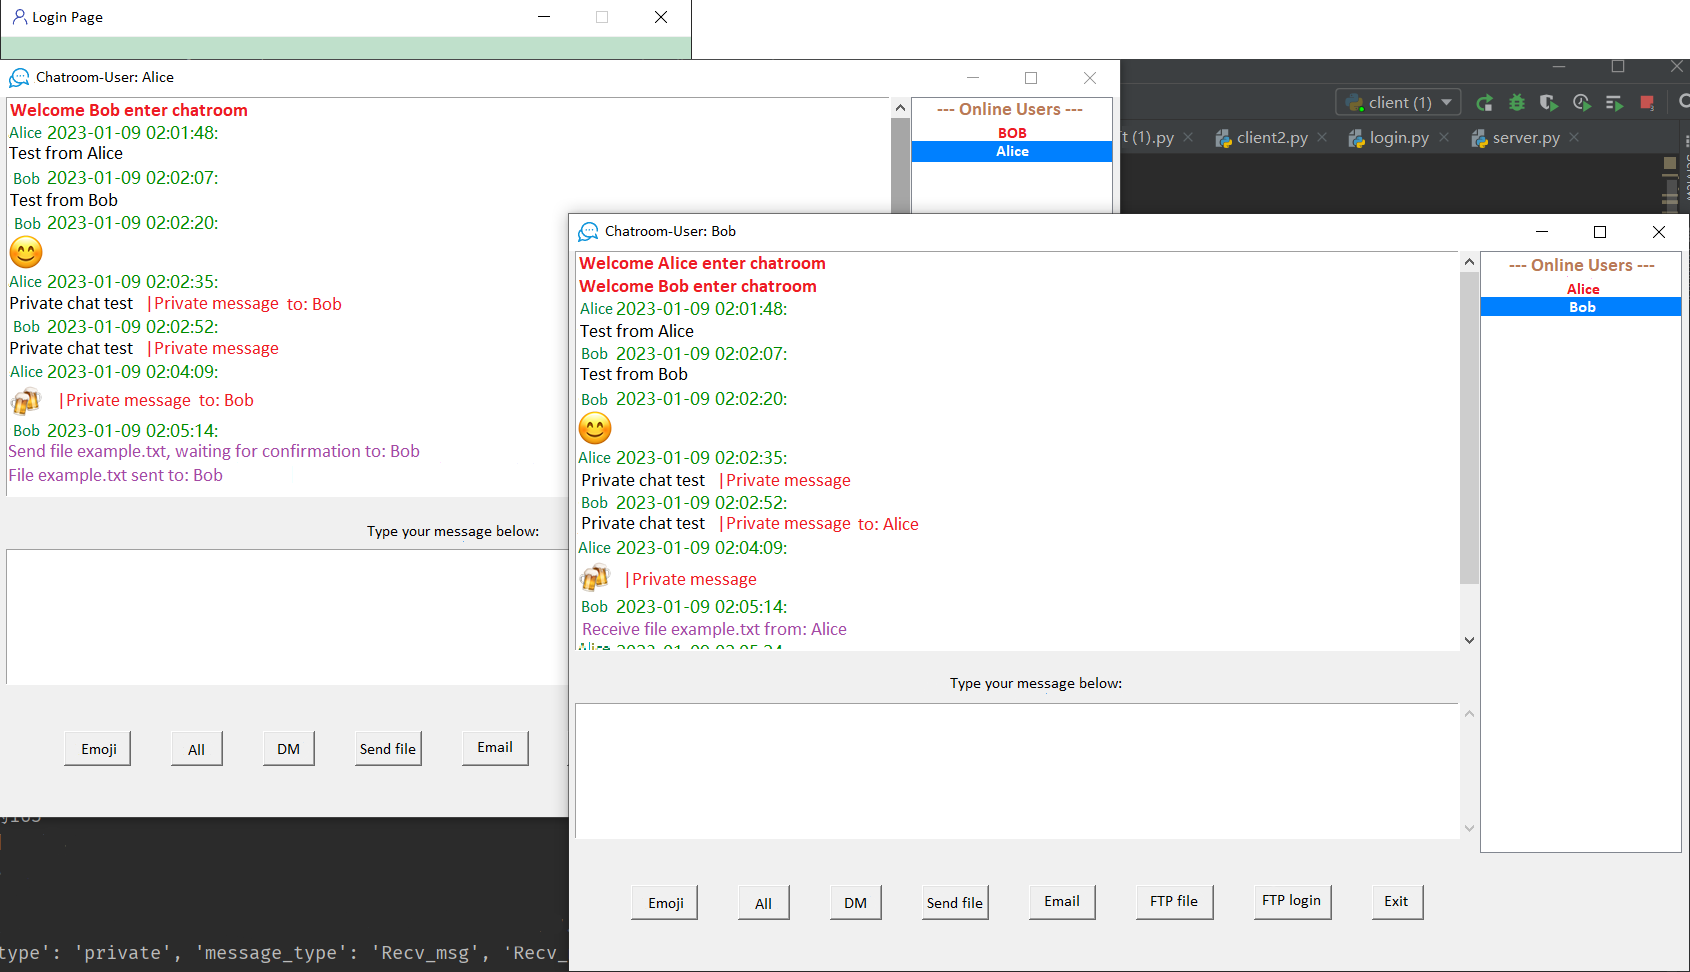 Login Page
Chatroom-User: Alice
Welcome Bob enter chatroom
Alice 2023-01-09 02:01:48:
Test from Alice
Bob 2023-01-09 02:02:07:
Test from Bob
Bob 2023-01-09 02:02:20:
Alice 2023-01-09 02:02:35:
Private chat test |Private message to: Bob
Bob 2023-01-09 02:02:52:
Private chat test |Private message
Alice 2023-01-09 02:04:09:
|Private message to: Bob
Bob 2023-01-09 02:05:14:
Send file example.txt, waiting for confirmation to: Bob
File example.txt sent to: Bob
--- Online Users ---
BOB
Alice
Type your message below:
Emoji
All
DM
Send file
Email
client (1)
(1).py
client2.py
login.py
server.py
Chatroom-User: Bob
Welcome Alice enter chatroom
Welcome Bob enter chatroom
Alice 2023-01-09 02:01:48:
Test from Alice
Bob 2023-01-09 02:02:07:
Test from Bob
Bob 2023-01-09 02:02:20:
Alice 2023-01-09 02:02:35:
Private chat test |Private message
Bob 2023-01-09 02:02:52:
Private chat test |Private message to: Alice
Alice 2023-01-09 02:04:09:
|Private message
Bob 2023-01-09 02:05:14:
Receive file example.txt from: Alice
--- Online Users ---
Alice
Bob
Type your message below:
Emoji
All
DM
Send file
Email
FTP file
FTP login
Exit
type': 'private', 'message_type': 'Recv_msg', 'Recv_